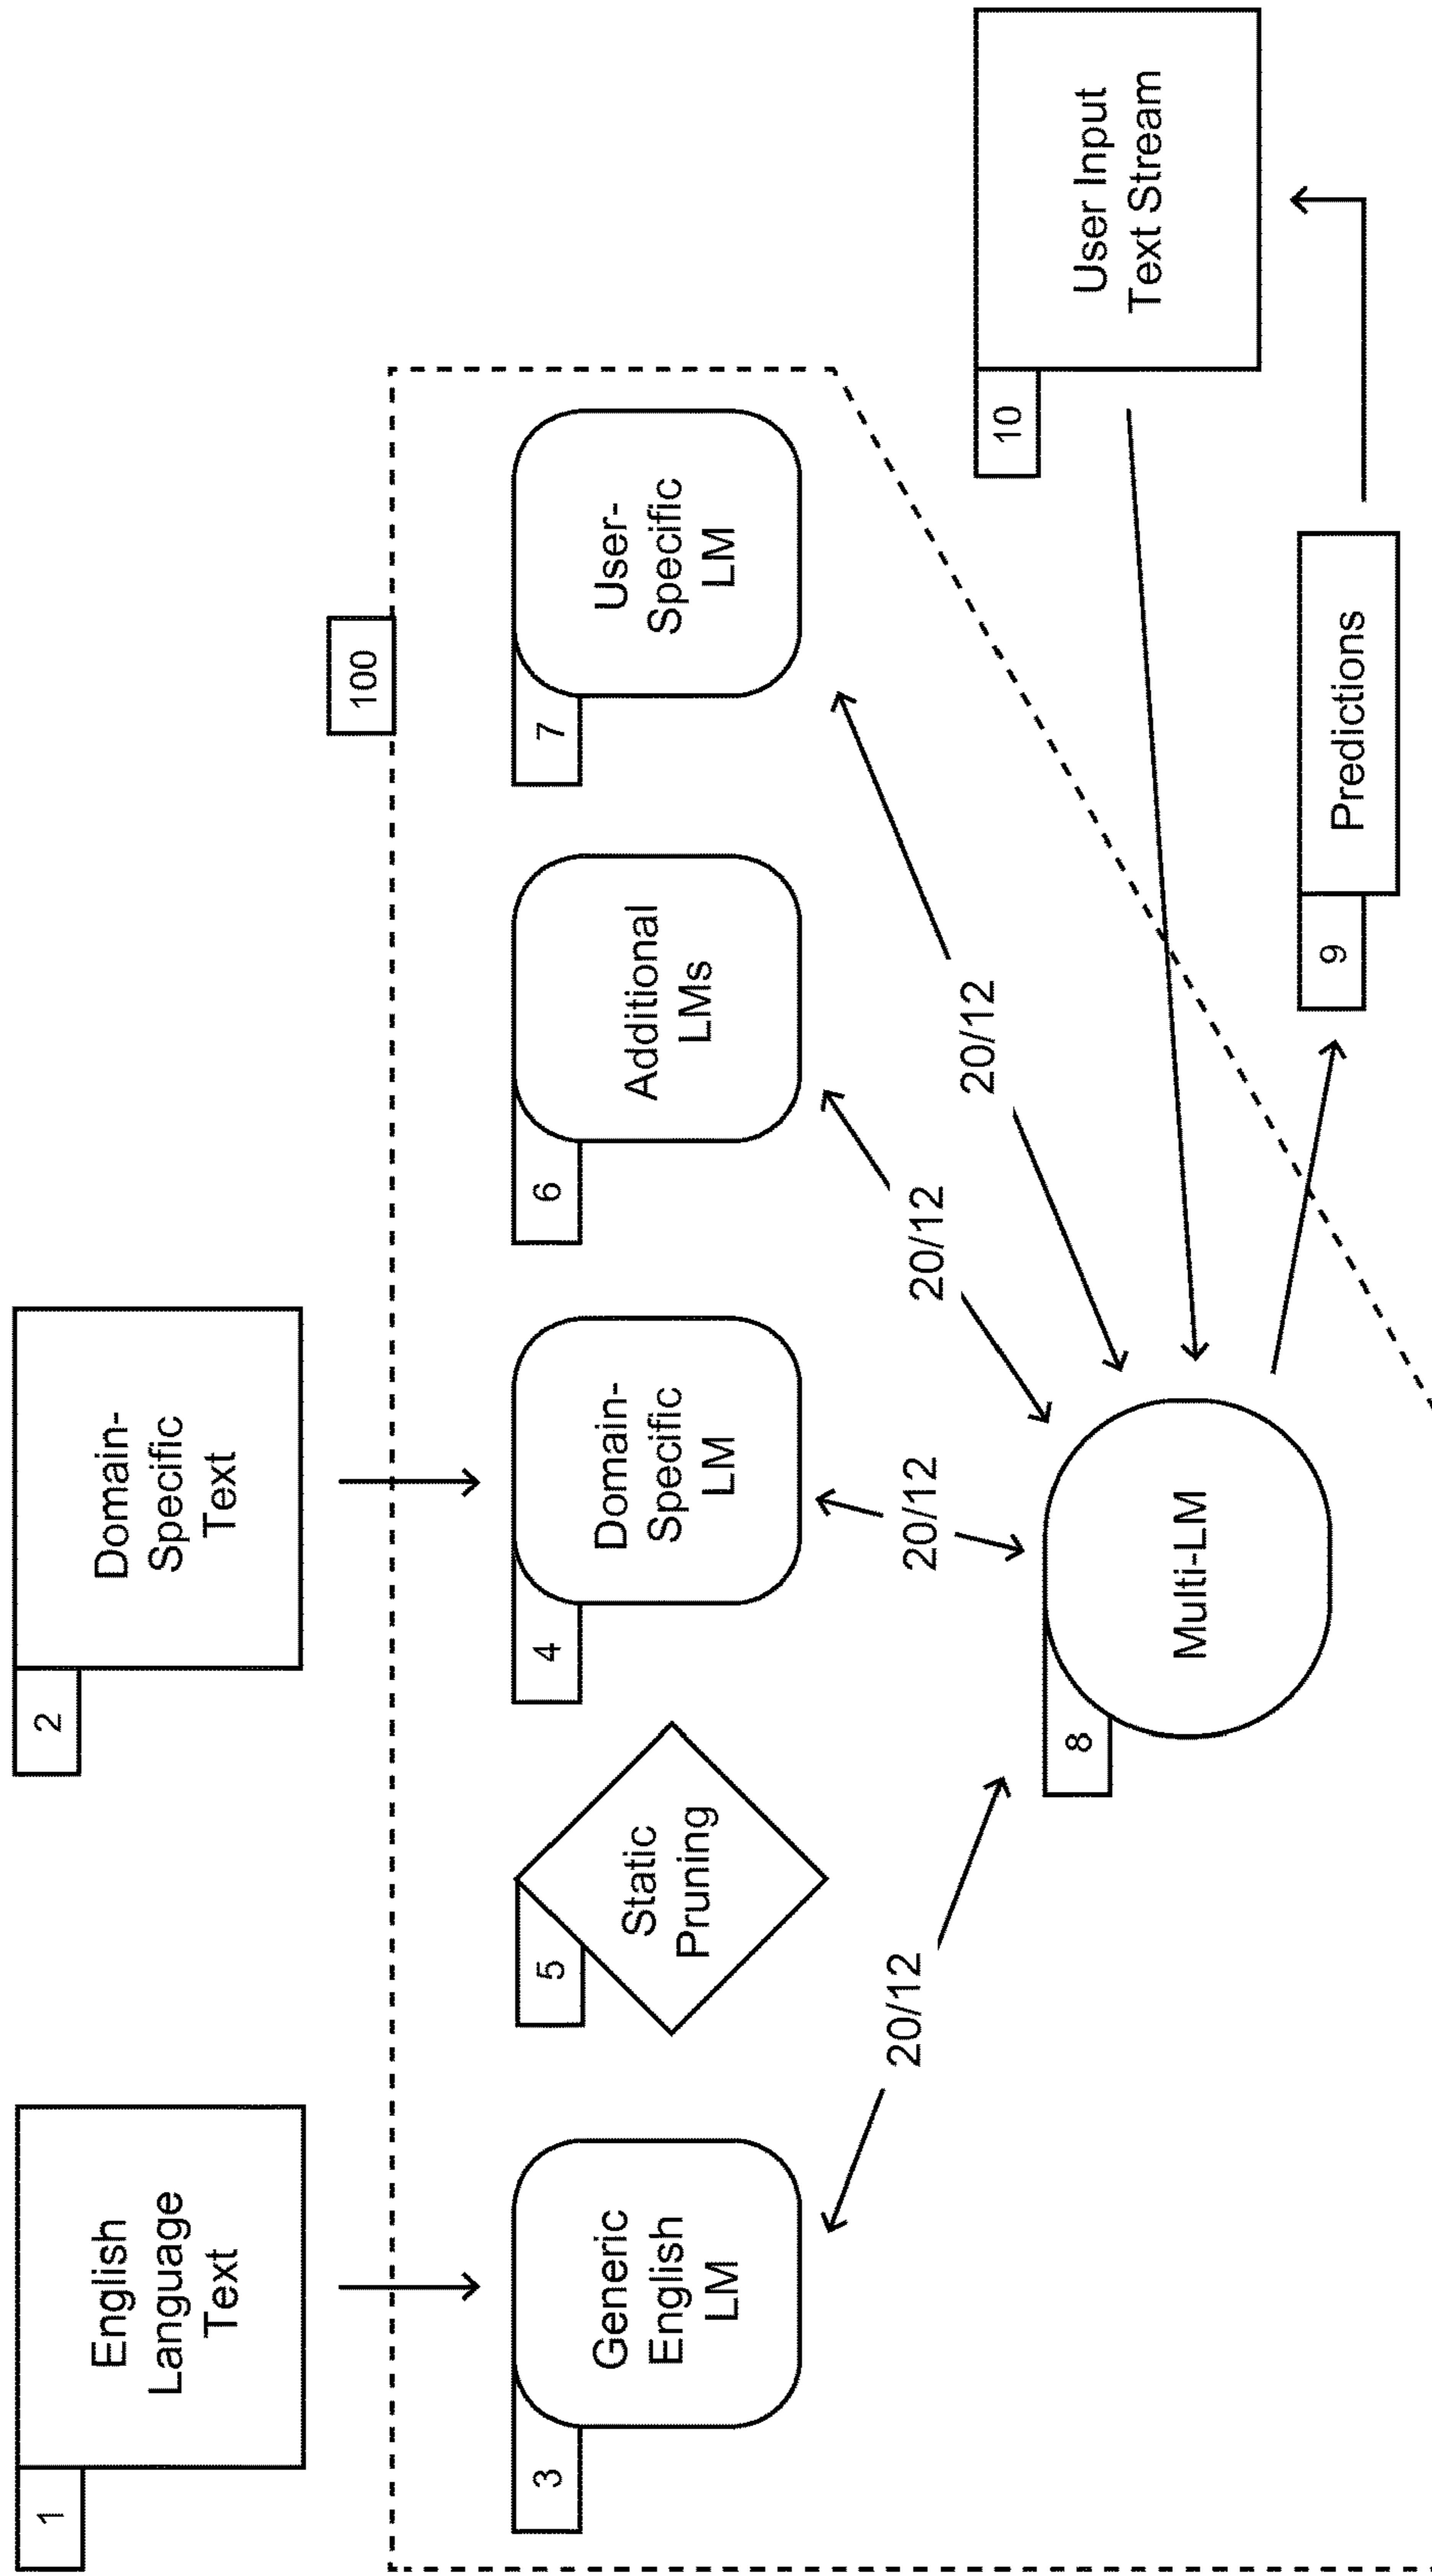 1
English
Language
Text
2
Domain-
Specific
Text
100
3
Generic
English
LM
5
Static
Pruning
4
Domain-
Specific
LM
6
Additional
LMs
7
User-
Specific
LM
20/12
20/12
20/12
20/12
8
Multi-LM
10
User Input
Text Stream
9
Predictions